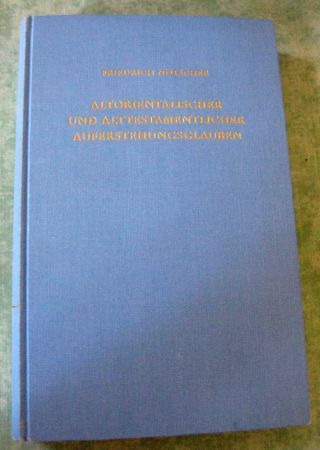 FRIEDRICH NÖTSCHER
ALTORIENTALISCHER
UND ALTTESTAMENTLICHER
AUFERSTEHUNGSGLAUBEN